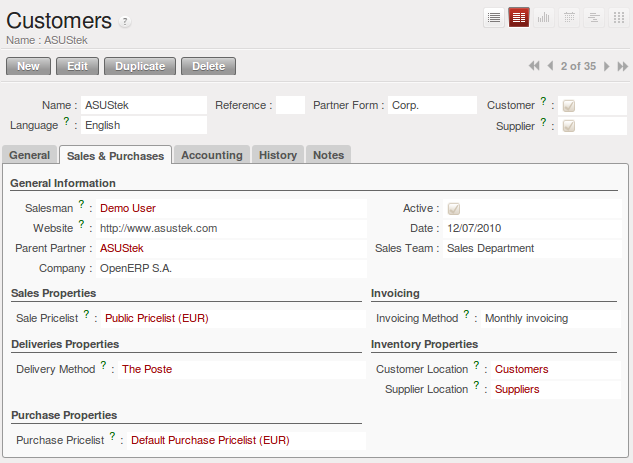 Customers ?
Name : ASUStek
New Edit Duplicate Delete 2 of 35
Name : ASUStek Reference : Partner Form : Corp. Customer ? :
Language ? : English Supplier ? :
General Sales & Purchases Accounting History Notes
General Information
Salesman ? : Demo User Active :
Website ? : http://www.asustek.com Date : 12/07/2010
Parent Partner : ASUStek Sales Team : Sales Department
Company : OpenERP S.A.
Sales Properties Invoicing
Sale Pricelist ? : Public Pricelist (EUR) Invoicing Method ? : Monthly invoicing
Deliveries Properties Inventory Properties
Delivery Method ? : The Poste Customer Location ? : Customers
Supplier Location ? : Suppliers
Purchase Properties
Purchase Pricelist ? : Default Purchase Pricelist (EUR)